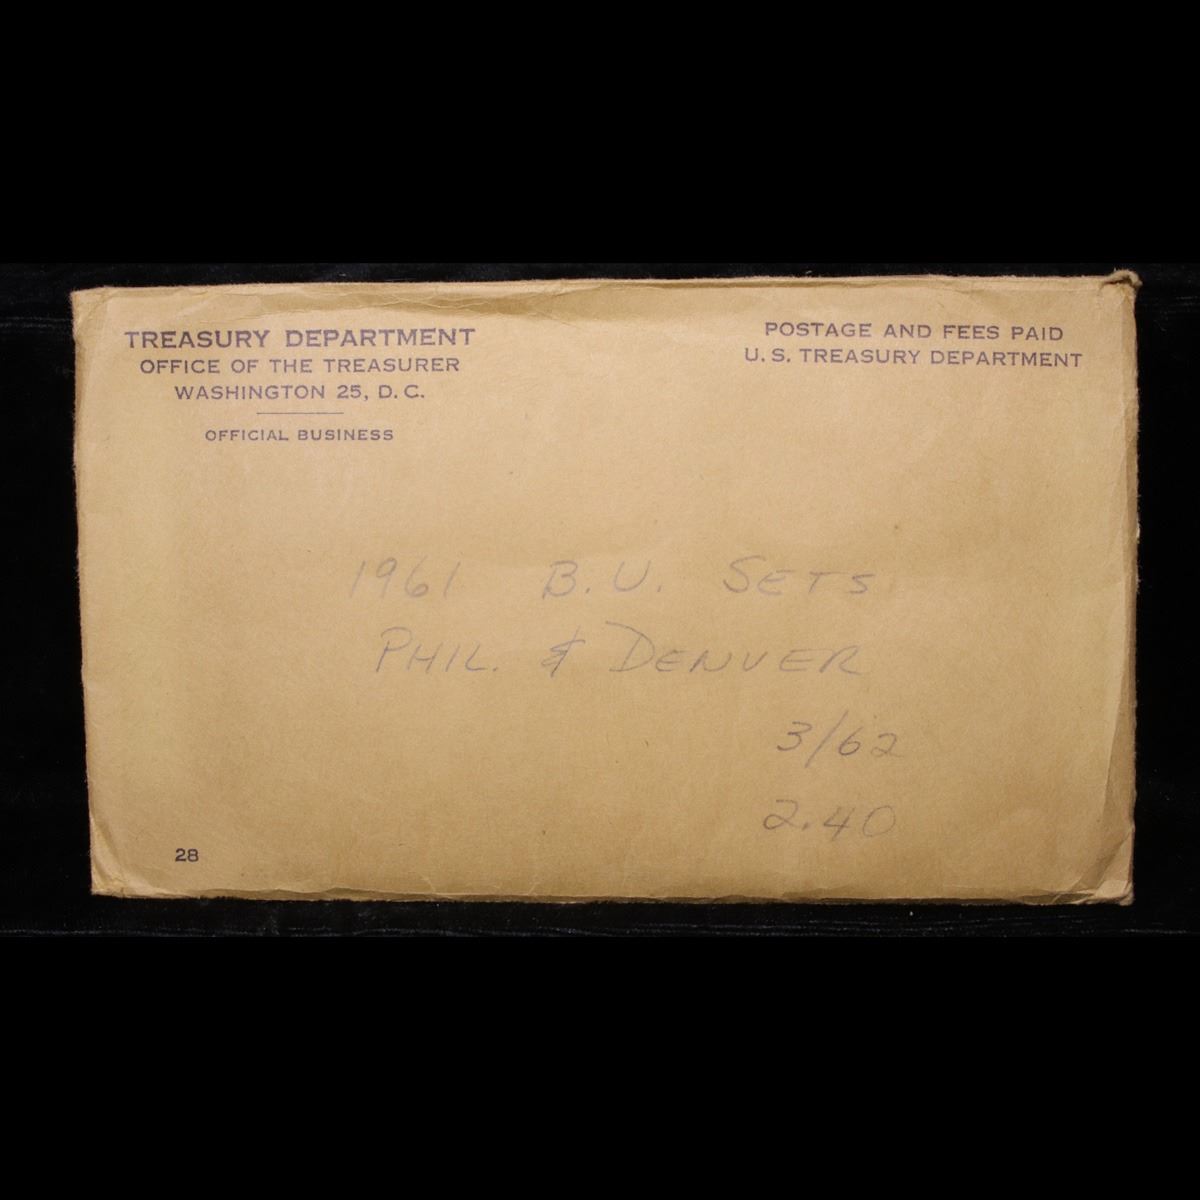 TREASURY DEPARTMENT
OFFICE OF THE TREASURER
WASHINGTON 25, D. C.
OFFICIAL BUSINESS
POSTAGE AND FEES PAID
U. S. TREASURY DEPARTMENT
1961 B.U. SETS
PHIL. & DENVER
3/62
2.40
28